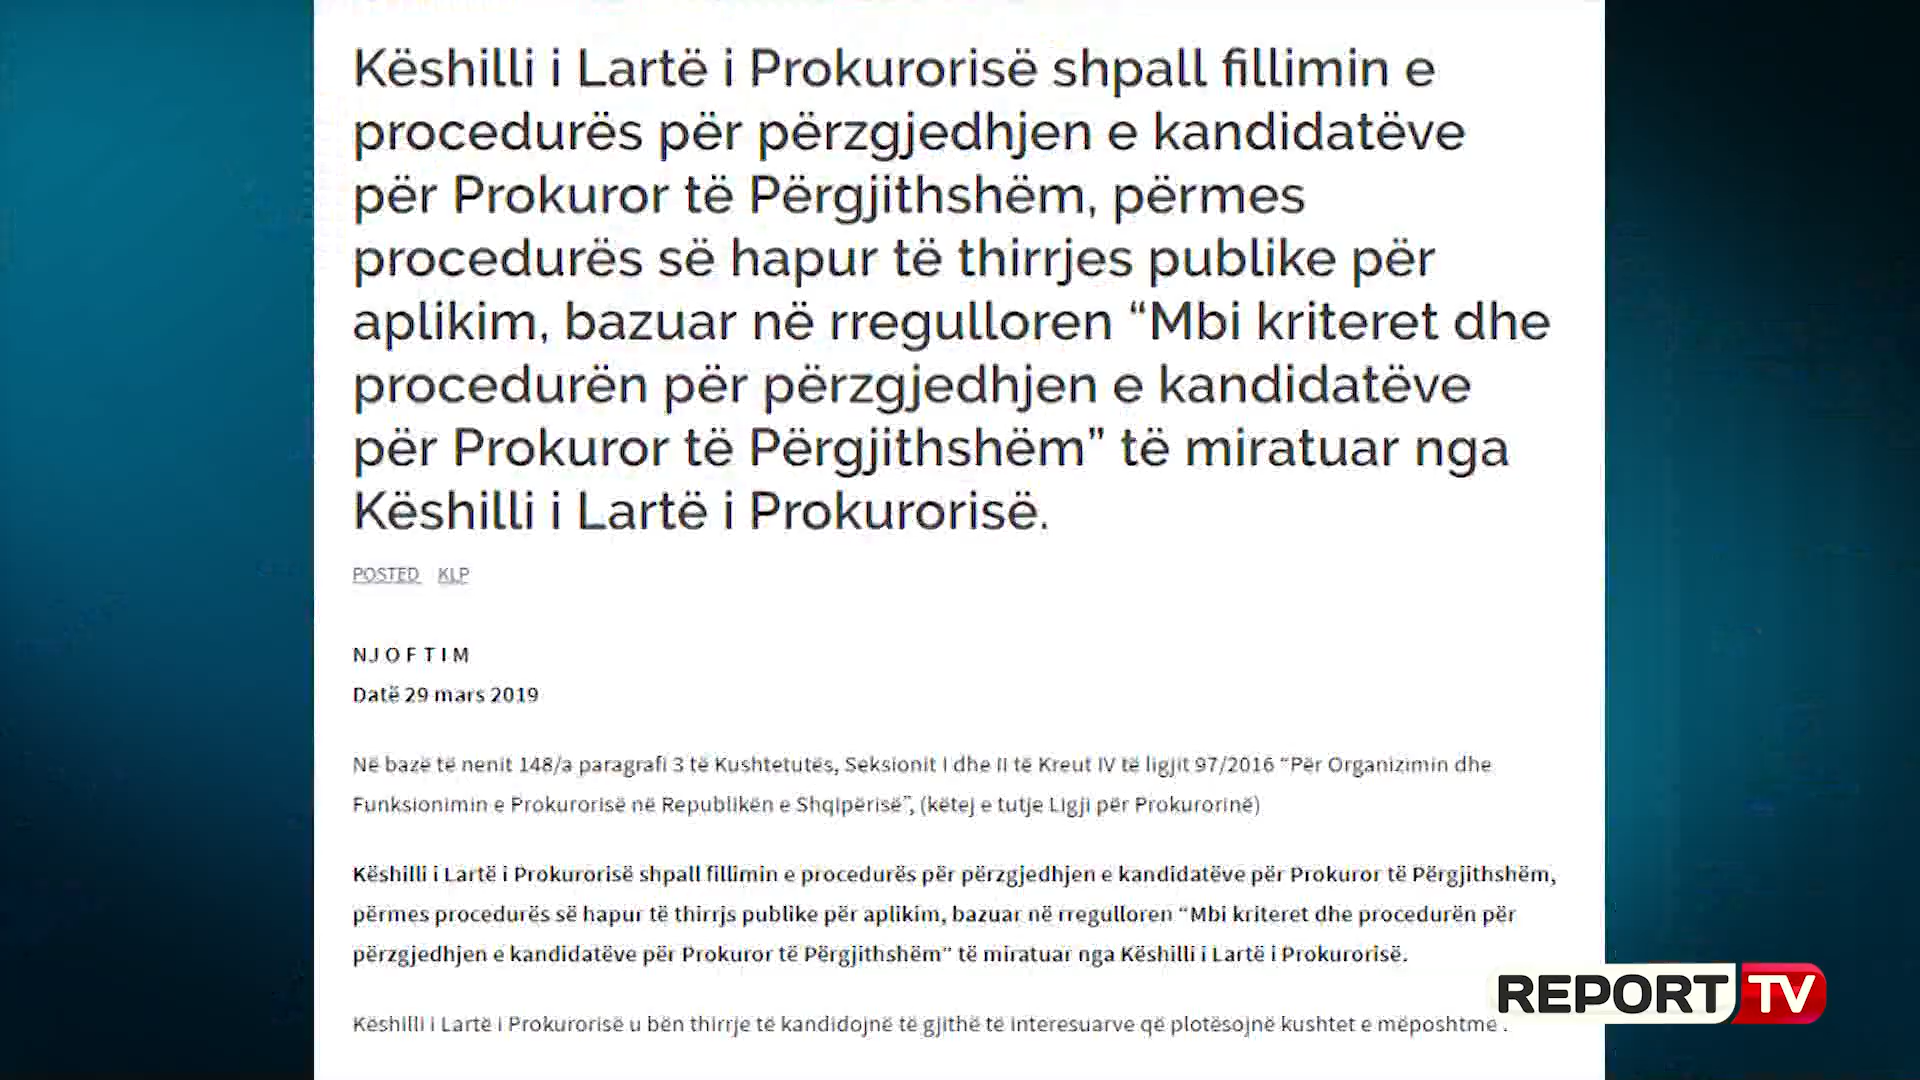 Këshilli i Lartë i Prokurorisë shpall fillimin e
procedurës për përzgjedhjen e kandidatëve
për Prokuror të Përgjithshëm, përmes
procedurës së hapur të thirrjes publike për
aplikim, bazuar në rregulloren “Mbi kriteret dhe
procedurën për përzgjedhjen e kandidatëve
për Prokuror të Përgjithshëm” të miratuar nga
Këshilli i Lartë i Prokurorisë.
POSTED KLP
N J O F T I M
Datë 29 mars 2019
Në bazë të nenit 148/a paragrafi 3 të Kushtetutës, Seksionit I dhe II të Kreut IV të ligjit 97/2016 “Për Organizimin dhe
Funksionimin e Prokurorisë në Republikën e Shqipërisë”, (këtej e tutje Ligji për Prokurorinë)
Këshilli i Lartë i Prokurorisë shpall fillimin e procedurës për përzgjedhjen e kandidatëve për Prokuror të Përgjithshëm,
përmes procedurës së hapur të thirrjs publike për aplikim, bazuar në rregulloren “Mbi kriteret dhe procedurën për
përzgjedhjen e kandidatëve për Prokuror të Përgjithshëm” të miratuar nga Këshilli i Lartë i Prokurorisë.
Këshilli i Lartë i Prokurorisë u bën thirrje të kandidojnë të gjithë të interesuarve që plotësojnë kushtet e mëposhtme :
REPORT TV